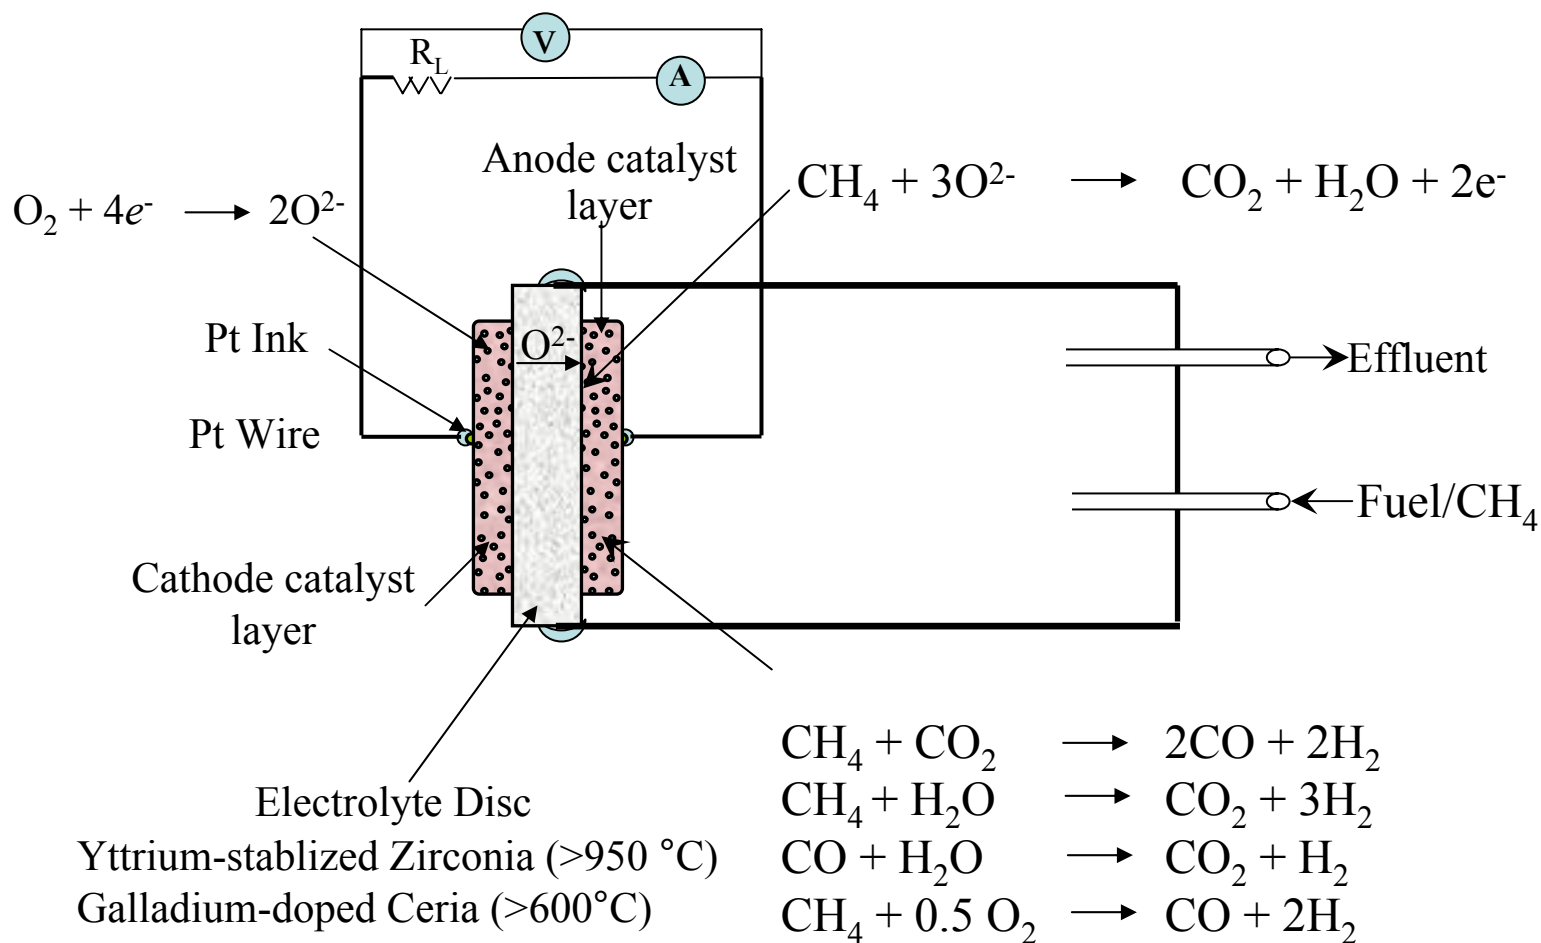 V
R_L
A
Anode catalyst
layer
CH₄ + 3O²⁻ → CO₂ + H₂O + 2e⁻
O₂ + 4e⁻ → 2O²⁻
Pt Ink
O²⁻
Effluent
Pt Wire
Fuel/CH₄
Cathode catalyst
layer
Electrolyte Disc
Yttrium-stablized Zirconia (>950 °C)
Galladium-doped Ceria (>600°C)
CH₄ + CO₂ → 2CO + 2H₂
CH₄ + H₂O → CO₂ + 3H₂
CO + H₂O → CO₂ + H₂
CH₄ + 0.5 O₂ → CO + 2H₂